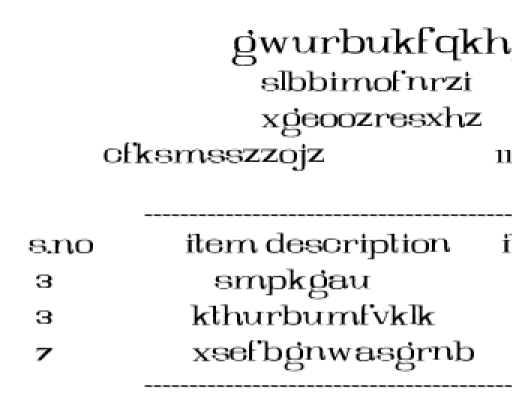 gwurbukfqkh
slbbimofnrzi
xgeoozresxhz
cfksmsszzojz
--------------------------------------------
s.no item description
3 smpkgau
3 kthurbumfvklk
7 xsefbgnwasgrnb
--------------------------------------------